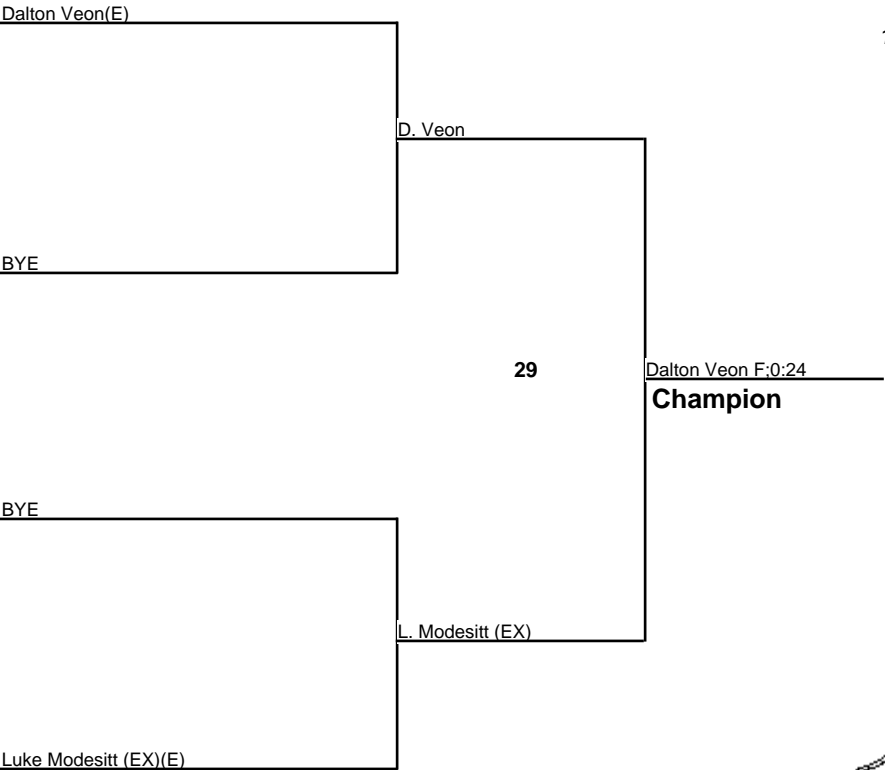 Dalton Veon(E)
D. Veon
BYE
29
Dalton Veon F;0:24
Champion
BYE
L. Modesitt (EX)
Luke Modesitt (EX)(E)